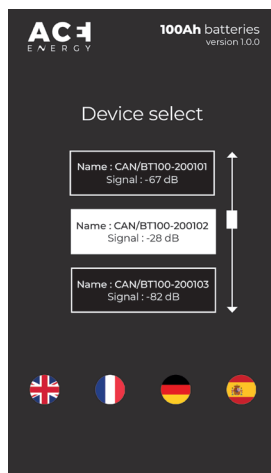 ACE
ENERGY
100Ah batteries
version 1.0.0
Device select
Name : CAN/BT100-200101
Signal : -67 dB
Name : CAN/BT100-200102
Signal : -28 dB
Name : CAN/BT100-200103
Signal : -82 dB